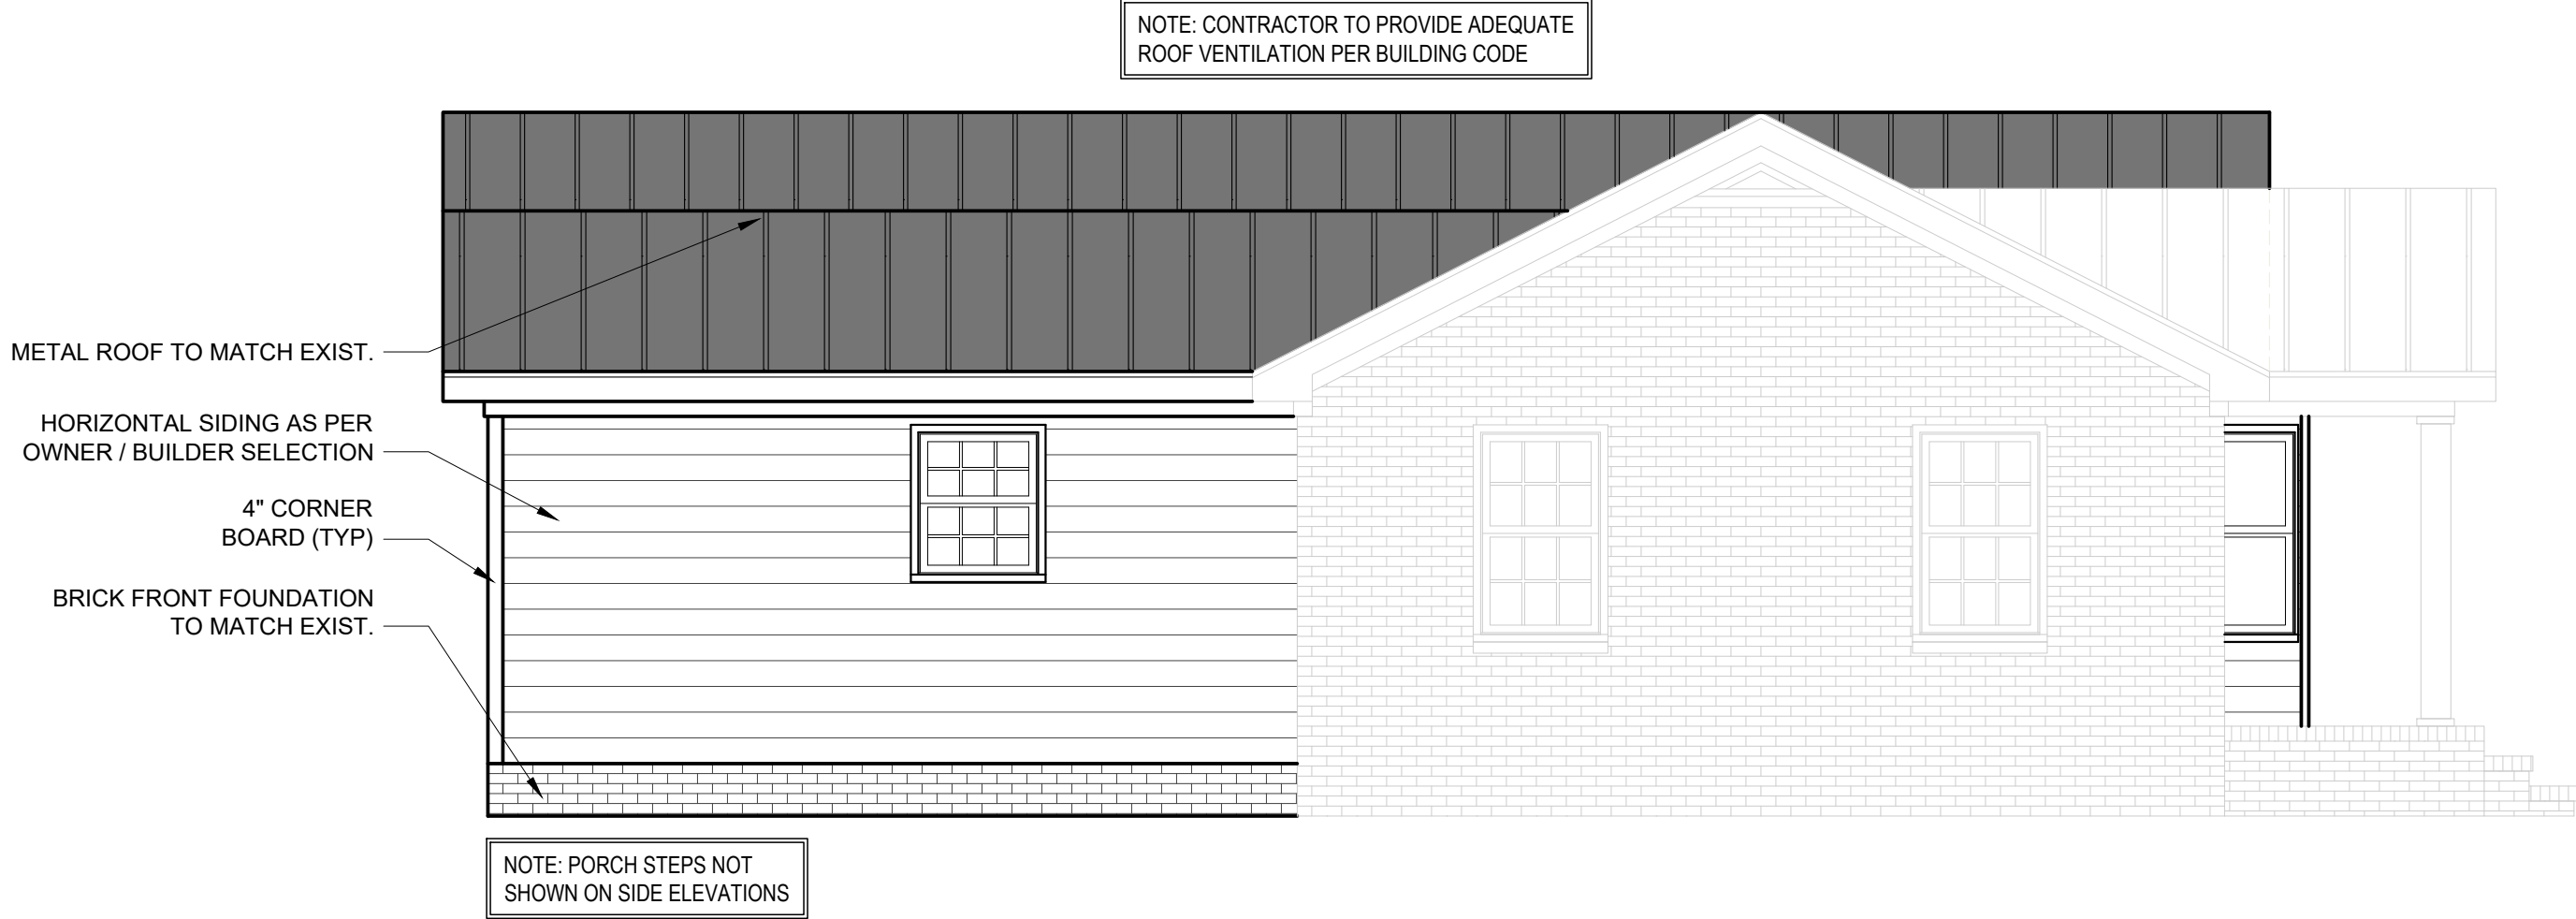 NOTE: CONTRACTOR TO PROVIDE ADEQUATE
ROOF VENTILATION PER BUILDING CODE
METAL ROOF TO MATCH EXIST.
HORIZONTAL SIDING AS PER
OWNER / BUILDER SELECTION
4" CORNER
BOARD (TYP)
BRICK FRONT FOUNDATION
TO MATCH EXIST.
NOTE: PORCH STEPS NOT
SHOWN ON SIDE ELEVATIONS